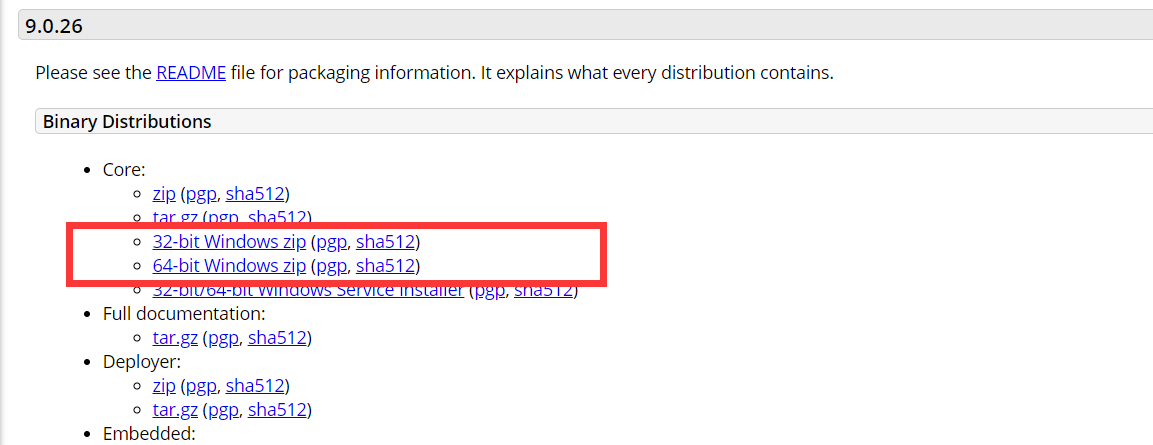 9.0.26
Please see the README file for packaging information. It explains what every distribution contains.
Binary Distributions
Core:
zip (pgp, sha512)
tar.gz (pgp, sha512)
32-bit Windows zip (pgp, sha512)
64-bit Windows zip (pgp, sha512)
32-bit/64-bit Windows Service Installer (pgp, sha512)
Full documentation:
tar.gz (pgp, sha512)
Deployer:
zip (pgp, sha512)
tar.gz (pgp, sha512)
Embedded: